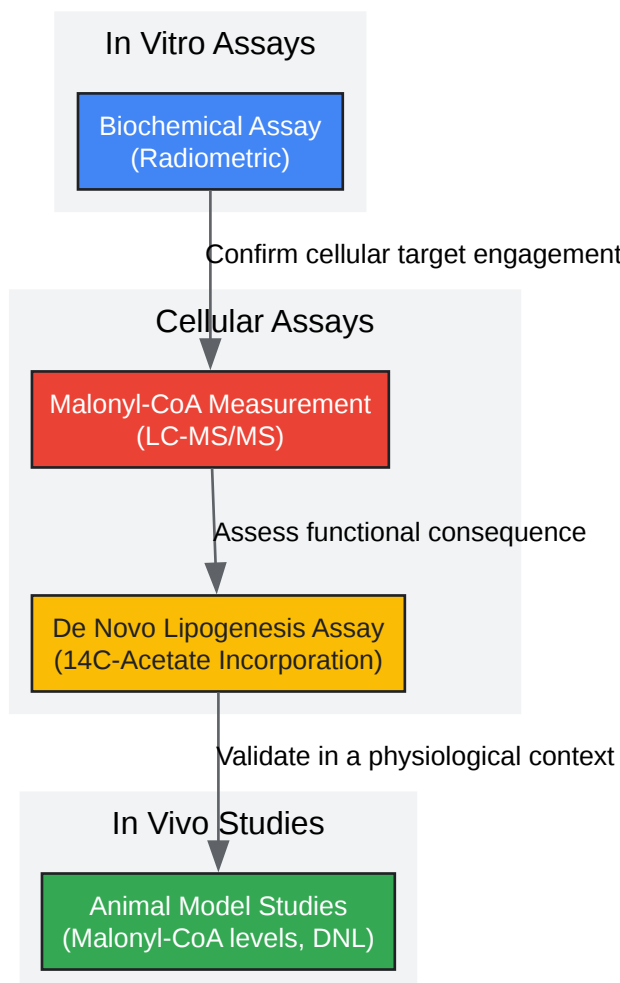 In Vitro Assays
Biochemical Assay
(Radiometric)
Confirm cellular target engagement
Cellular Assays
Malonyl-CoA Measurement
(LC-MS/MS)
Assess functional consequence
De Novo Lipogenesis Assay
(14C-Acetate Incorporation)
Validate in a physiological context
In Vivo Studies
Animal Model Studies
(Malonyl-CoA levels, DNL)